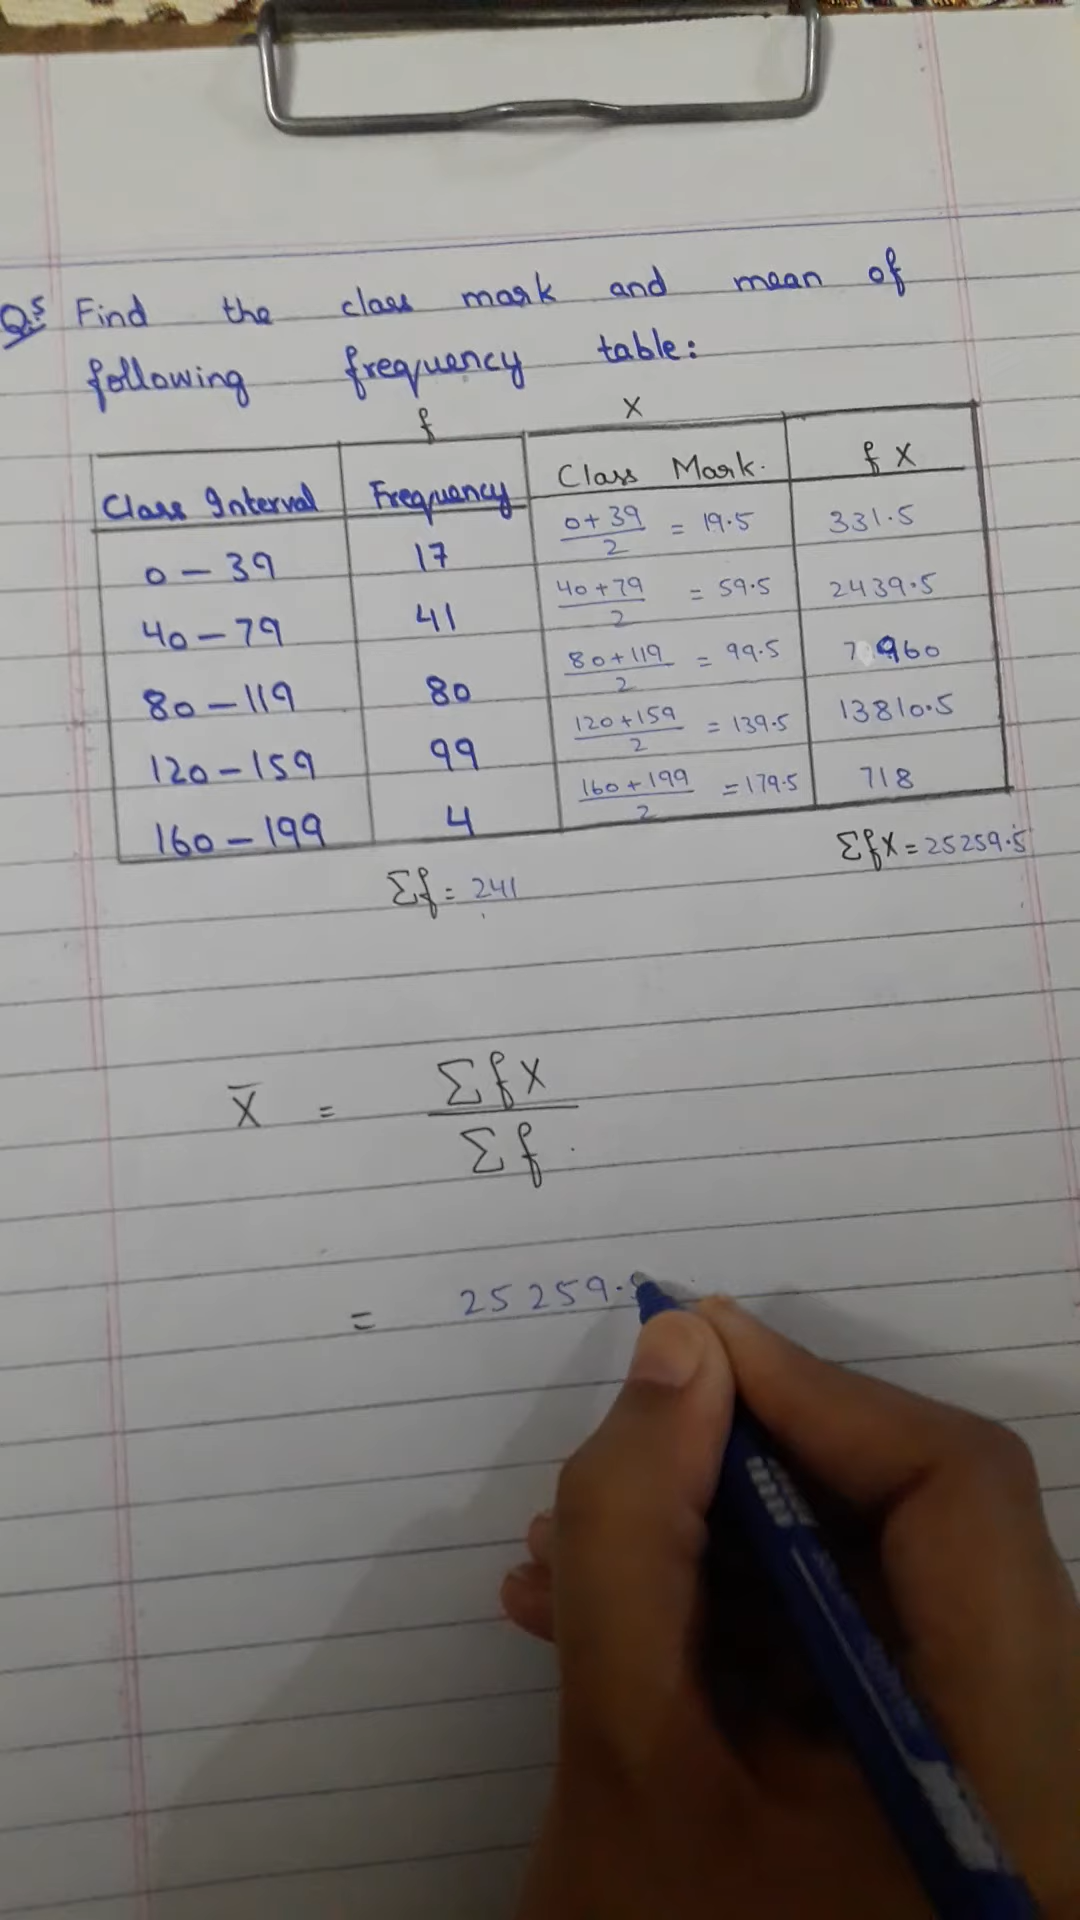 Q.5 Find the class mark and mean of
following frequency table:
f X
Class Interval Frequency Class Mark. f X
0 – 39 17 0+39/2 = 19.5 331.5
40 – 79 41 40+79/2 = 59.5 2439.5
80 – 119 80 80+119/2 = 99.5 7960
120 – 159 99 120+159/2 = 139.5 13810.5
160 – 199 4 160+199/2 = 179.5 718
Σf = 241 ΣfX = 25259.5
X̄ = ΣfX/Σf
= 25259.